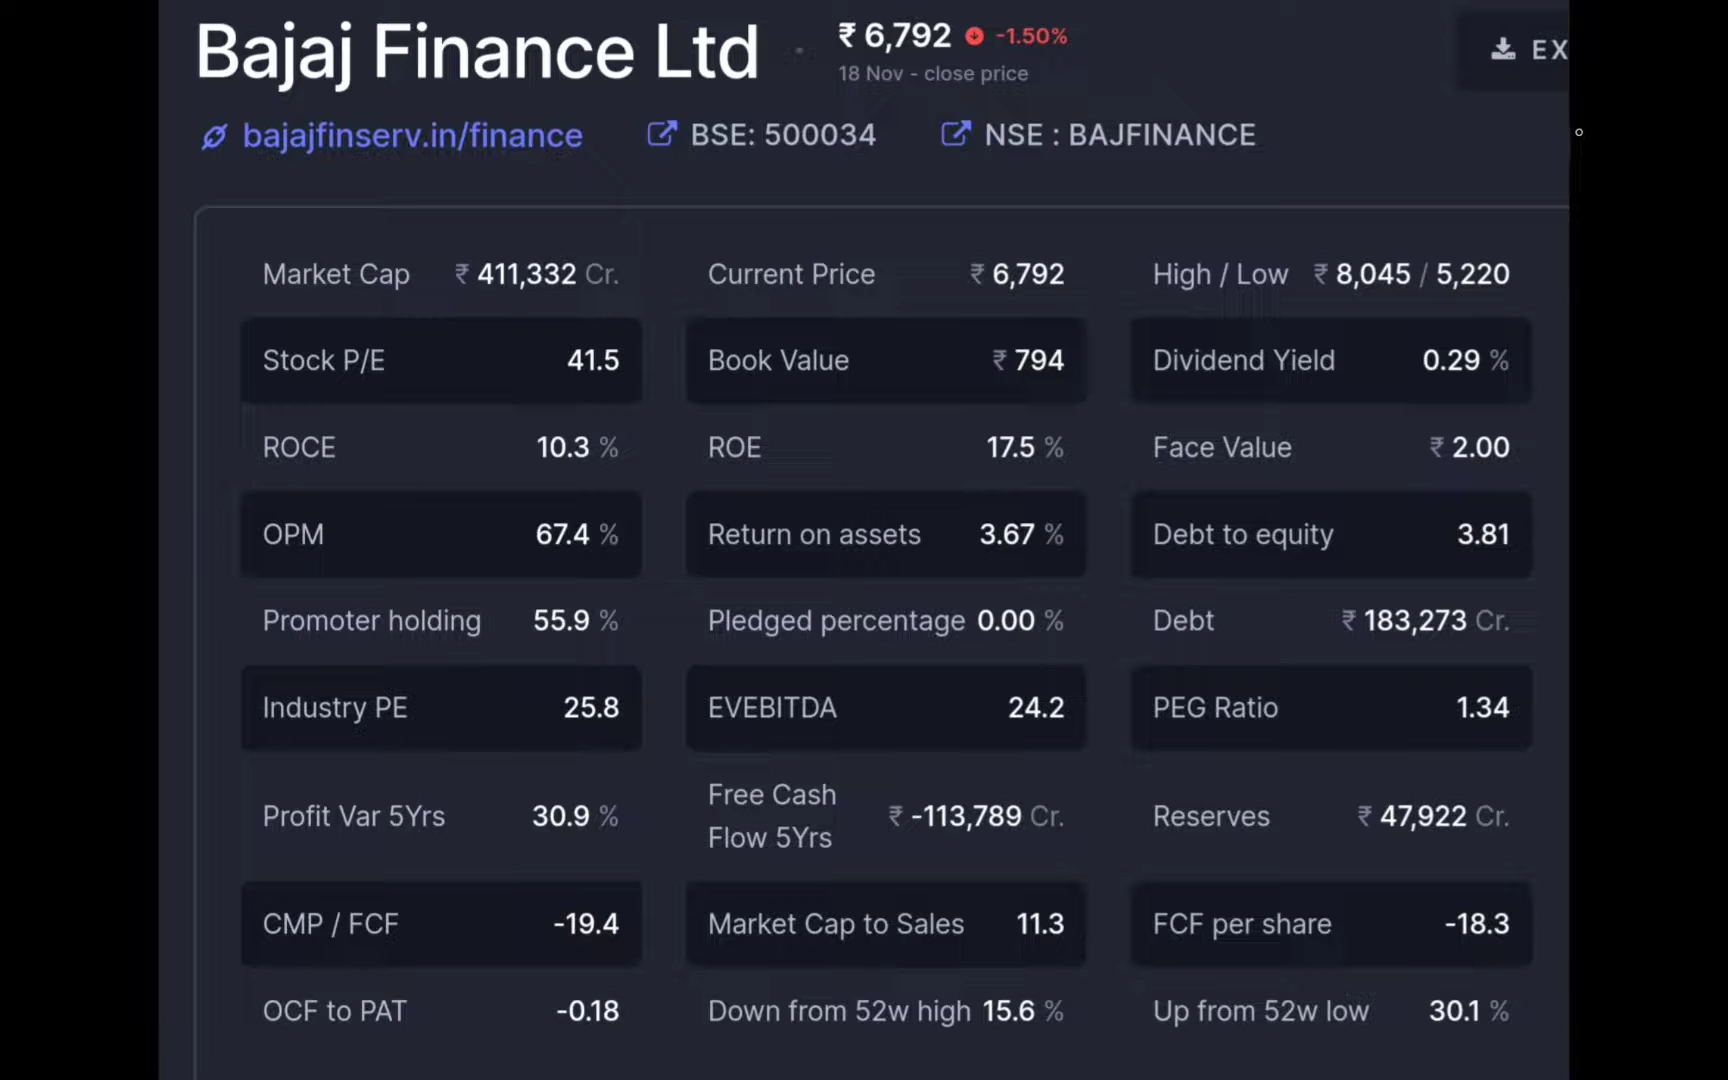 Bajaj Finance Ltd
₹ 6,792 -1.50%
18 Nov - close price
EX
bajajfinserv.in/finance
BSE: 500034
NSE : BAJFINANCE
Market Cap ₹ 411,332 Cr.
Current Price ₹ 6,792
High / Low ₹ 8,045 / 5,220
Stock P/E 41.5
Book Value ₹ 794
Dividend Yield 0.29 %
ROCE 10.3 %
ROE 17.5 %
Face Value ₹ 2.00
OPM 67.4 %
Return on assets 3.67 %
Debt to equity 3.81
Promoter holding 55.9 %
Pledged percentage 0.00 %
Debt ₹ 183,273 Cr.
Industry PE 25.8
EVEBITDA 24.2
PEG Ratio 1.34
Profit Var 5Yrs 30.9 %
Free Cash
Flow 5Yrs ₹ -113,789 Cr.
Reserves ₹ 47,922 Cr.
CMP / FCF -19.4
Market Cap to Sales 11.3
FCF per share -18.3
OCF to PAT -0.18
Down from 52w high 15.6 %
Up from 52w low 30.1 %